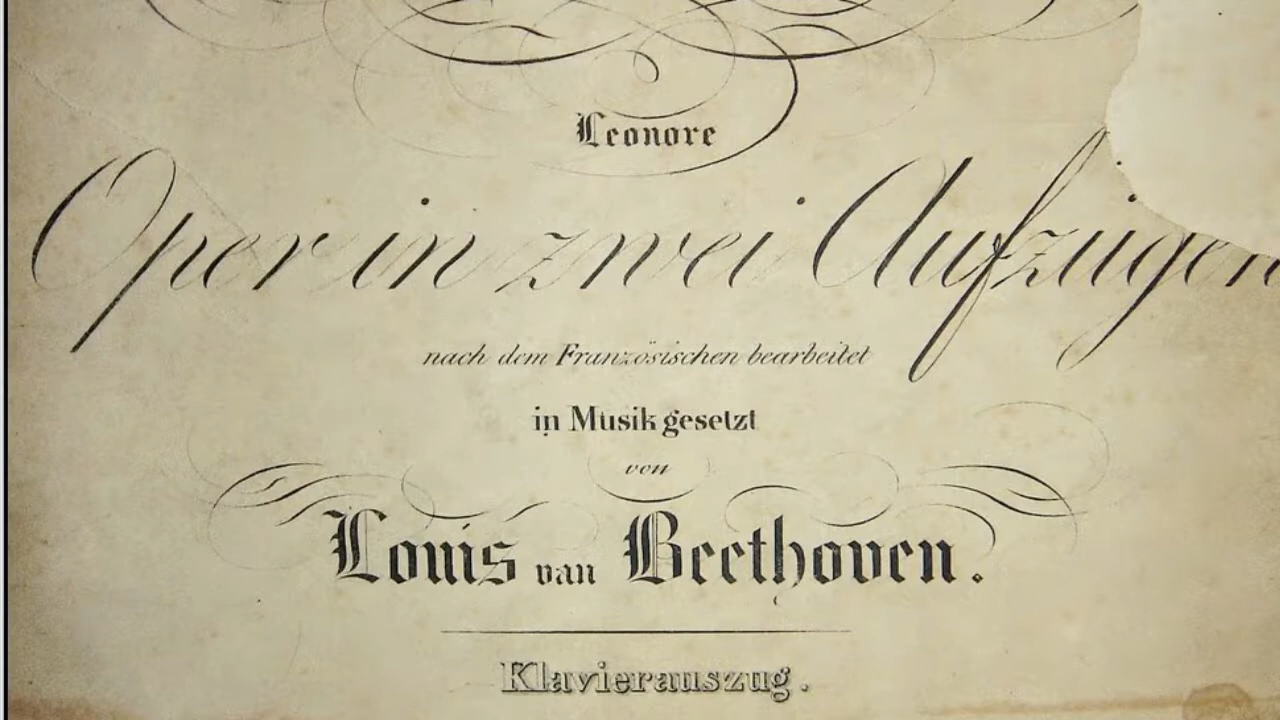 Leonore
Oper in zwei Aufzügen
nach dem Französischen bearbeitet
in Musik gesetzt
von
Louis van Beethoven.
Klavierauszug.